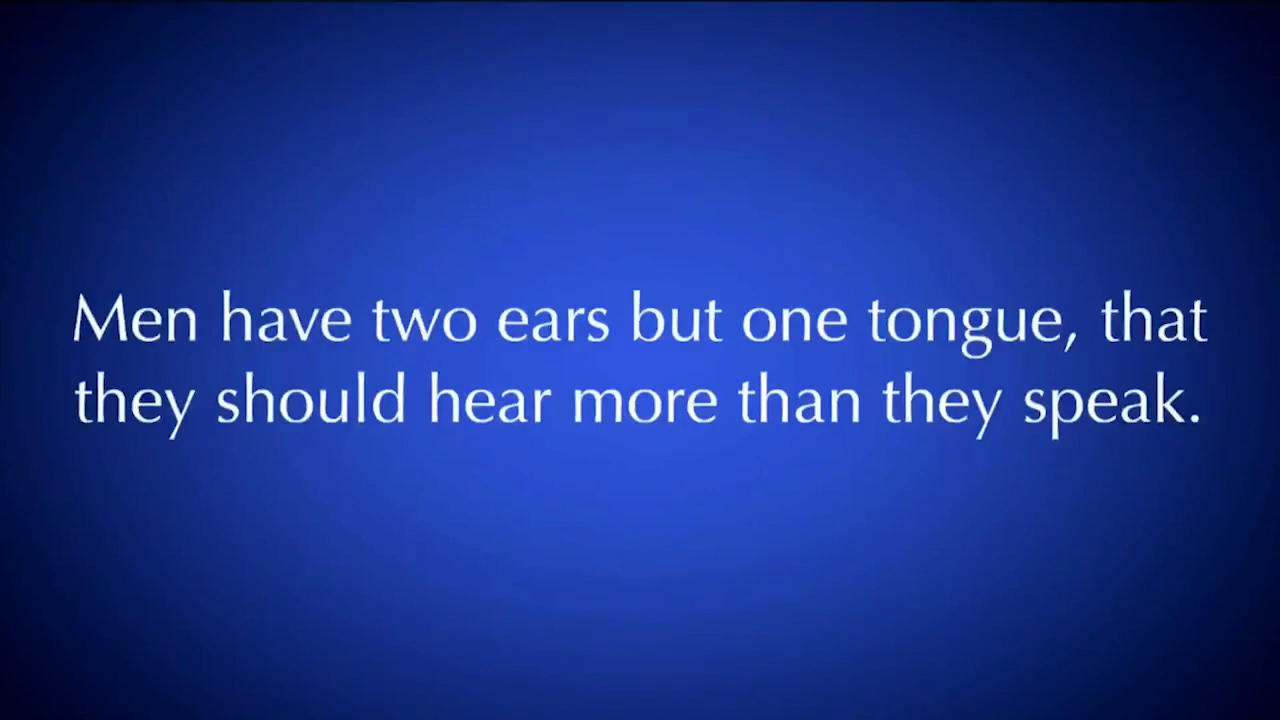 Men have two ears but one tongue, that
they should hear more than they speak.